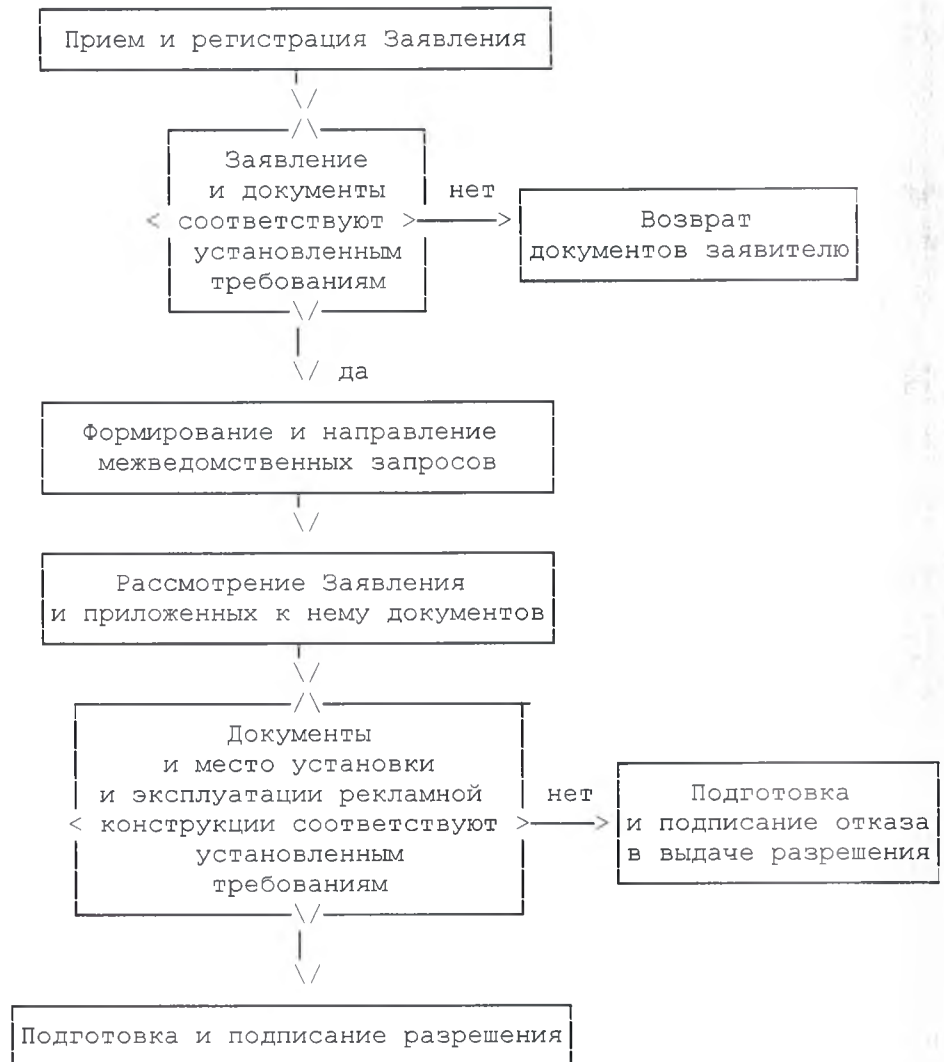 Прием и регистрация Заявления
Заявление
и документы
соответствуют
установленным
требованиям
нет
Возврат
документов заявителю
да
Формирование и направление
межведомственных запросов
Рассмотрение Заявления
и приложенных к нему документов
Документы
и место установки
и эксплуатации рекламной
конструкции соответствуют
установленным
требованиям
нет
Подготовка
и подписание отказа
в выдаче разрешения
Подготовка и подписание разрешения